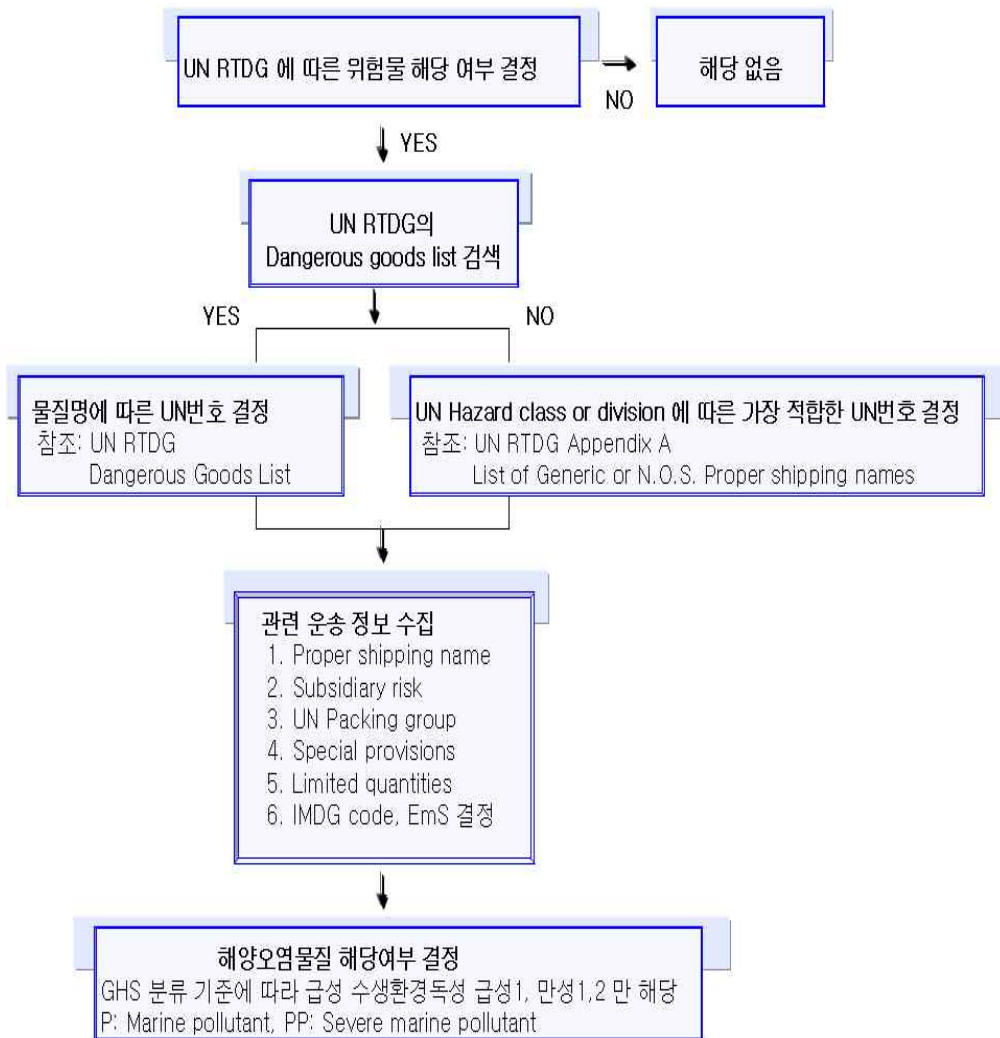 UN RTDG 에 따른 위험물 해당 여부 결정
해당 없음
NO
YES
UN RTDG의
Dangerous goods list 검색
YES
NO
물질명에 따른 UN번호 결정
참조: UN RTDG
Dangerous Goods List
UN Hazard class or division 에 따른 가장 적합한 UN번호 결정
참조: UN RTDG Appendix A
List of Generic or N.O.S. Proper shipping names
관련 운송 정보 수집
1. Proper shipping name
2. Subsidiary risk
3. UN Packing group
4. Special provisions
5. Limited quantities
6. IMDG code, EmS 결정
해양오염물질 해당여부 결정
GHS 분류 기준에 따라 급성 수생환경독성 급성1, 만성1,2 만 해당
P: Marine pollutant, PP: Severe marine pollutant